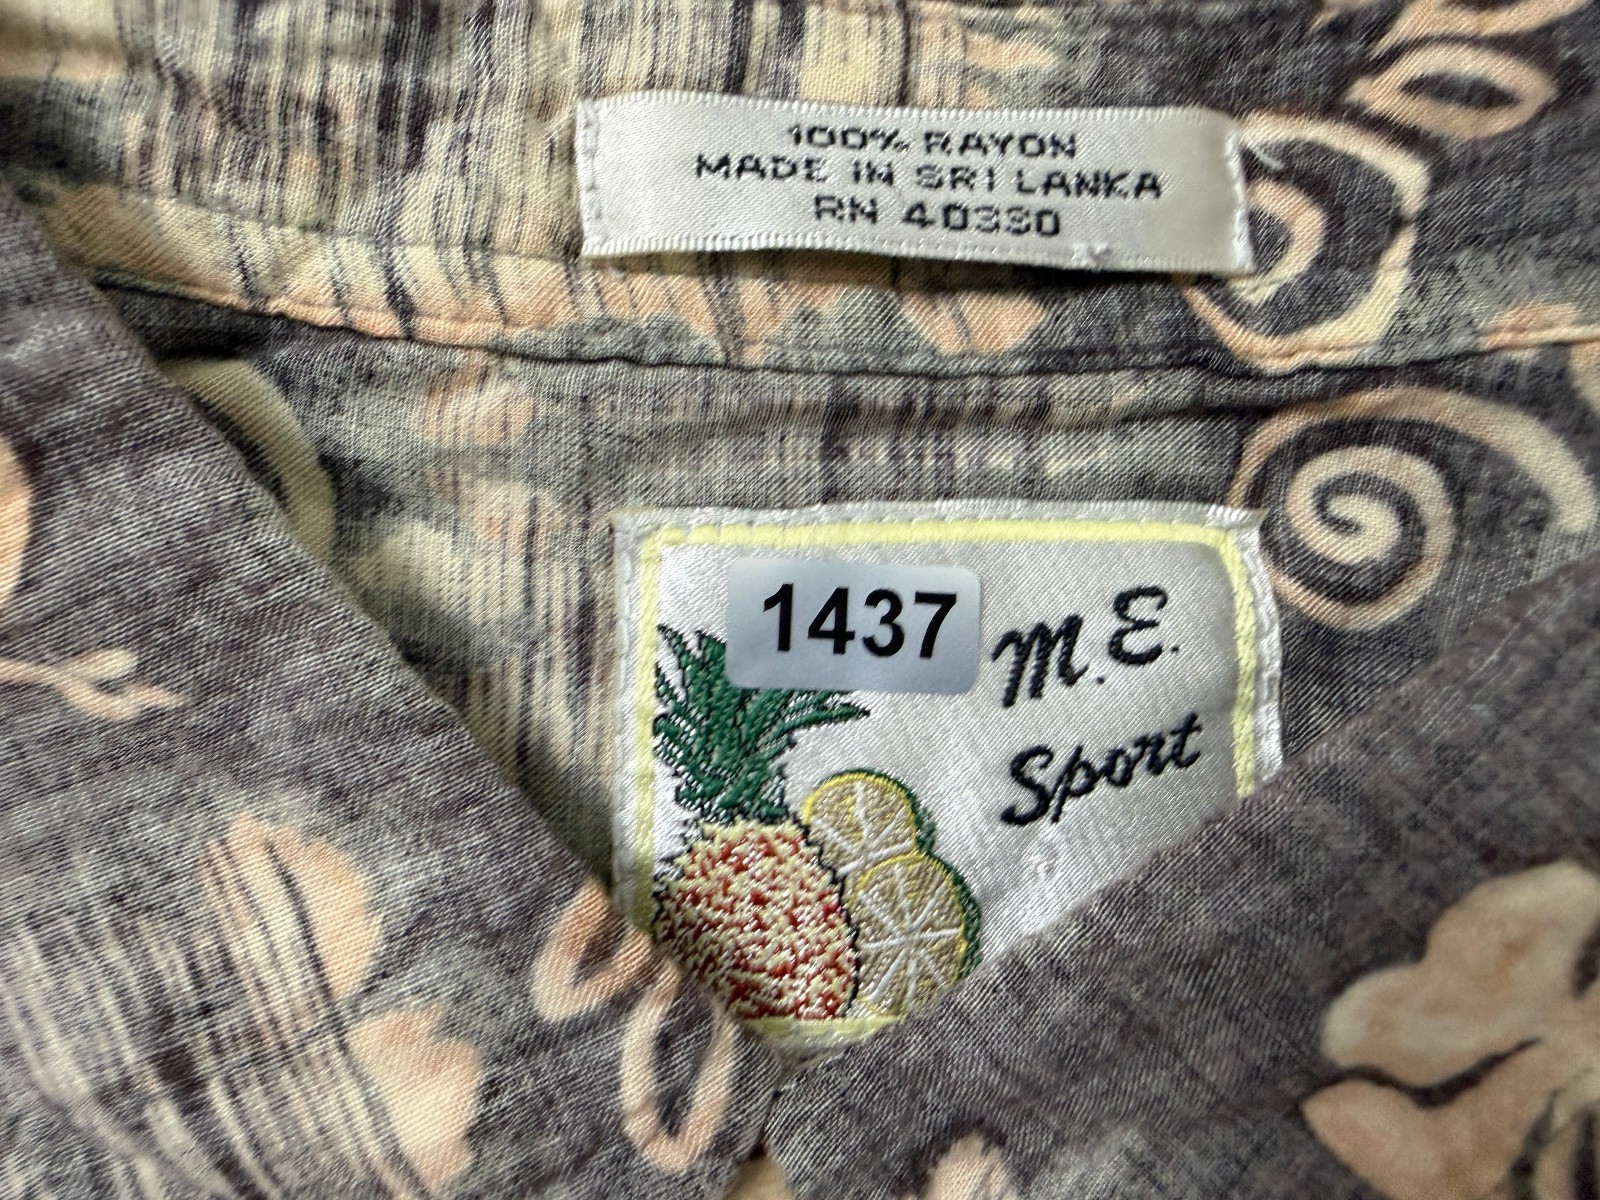 100% RAYON
MADE IN SRI LANKA
RN 40330
1437
M.E.
Sport